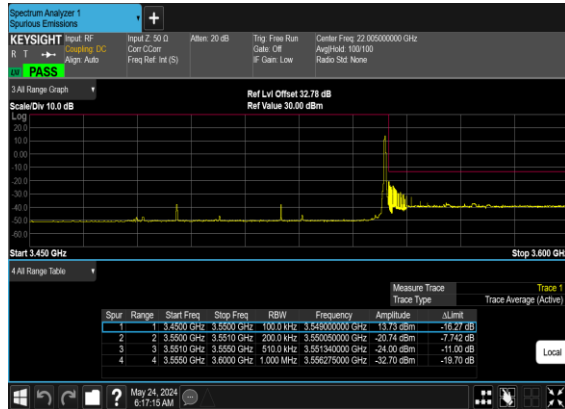 Spectrum Analyzer 1
Spurious Emissions
+
KEYSIGHT Input: RF Input Z: 50 Ω Atten: 20 dB Trig: Free Run Center Freq: 22.005000000 GHz
R T Coupling: DC Corr CCorr Gate: Off Avg|Hold: 100/100
Align: Auto Freq Ref: Int (S) IF Gain: Low Radio Std: None
PASS
3 All Range Graph
Ref Lvl Offset 32.78 dB
Scale/Div 10.0 dB Ref Value 30.00 dBm
Log
20.0
10.0
0.00
-10.0
-20.0
-30.0
-40.0
-50.0
-60.0
Start 3.450 GHz Stop 3.600 GH
4 All Range Table
Measure Trace Trace 1
Trace Type Trace Average (Active)
Spur Range Start Freq Stop Freq RBW Frequency Amplitude ΔLimit
1 1 3.4500 GHz 3.5500 GHz 100.0 kHz 3.549000000 GHz 13.73 dBm -16.27 dB
2 2 3.5500 GHz 3.5510 GHz 200.0 kHz 3.550050000 GHz -20.74 dBm -7.742 dB
3 3 3.5510 GHz 3.5550 GHz 510.0 kHz 3.551340000 GHz -24.00 dBm -11.00 dB
4 4 3.5550 GHz 3.6000 GHz 1.000 MHz 3.556275000 GHz -32.70 dBm -19.70 dB
Local
? May 24, 2024
6:17:15 AM